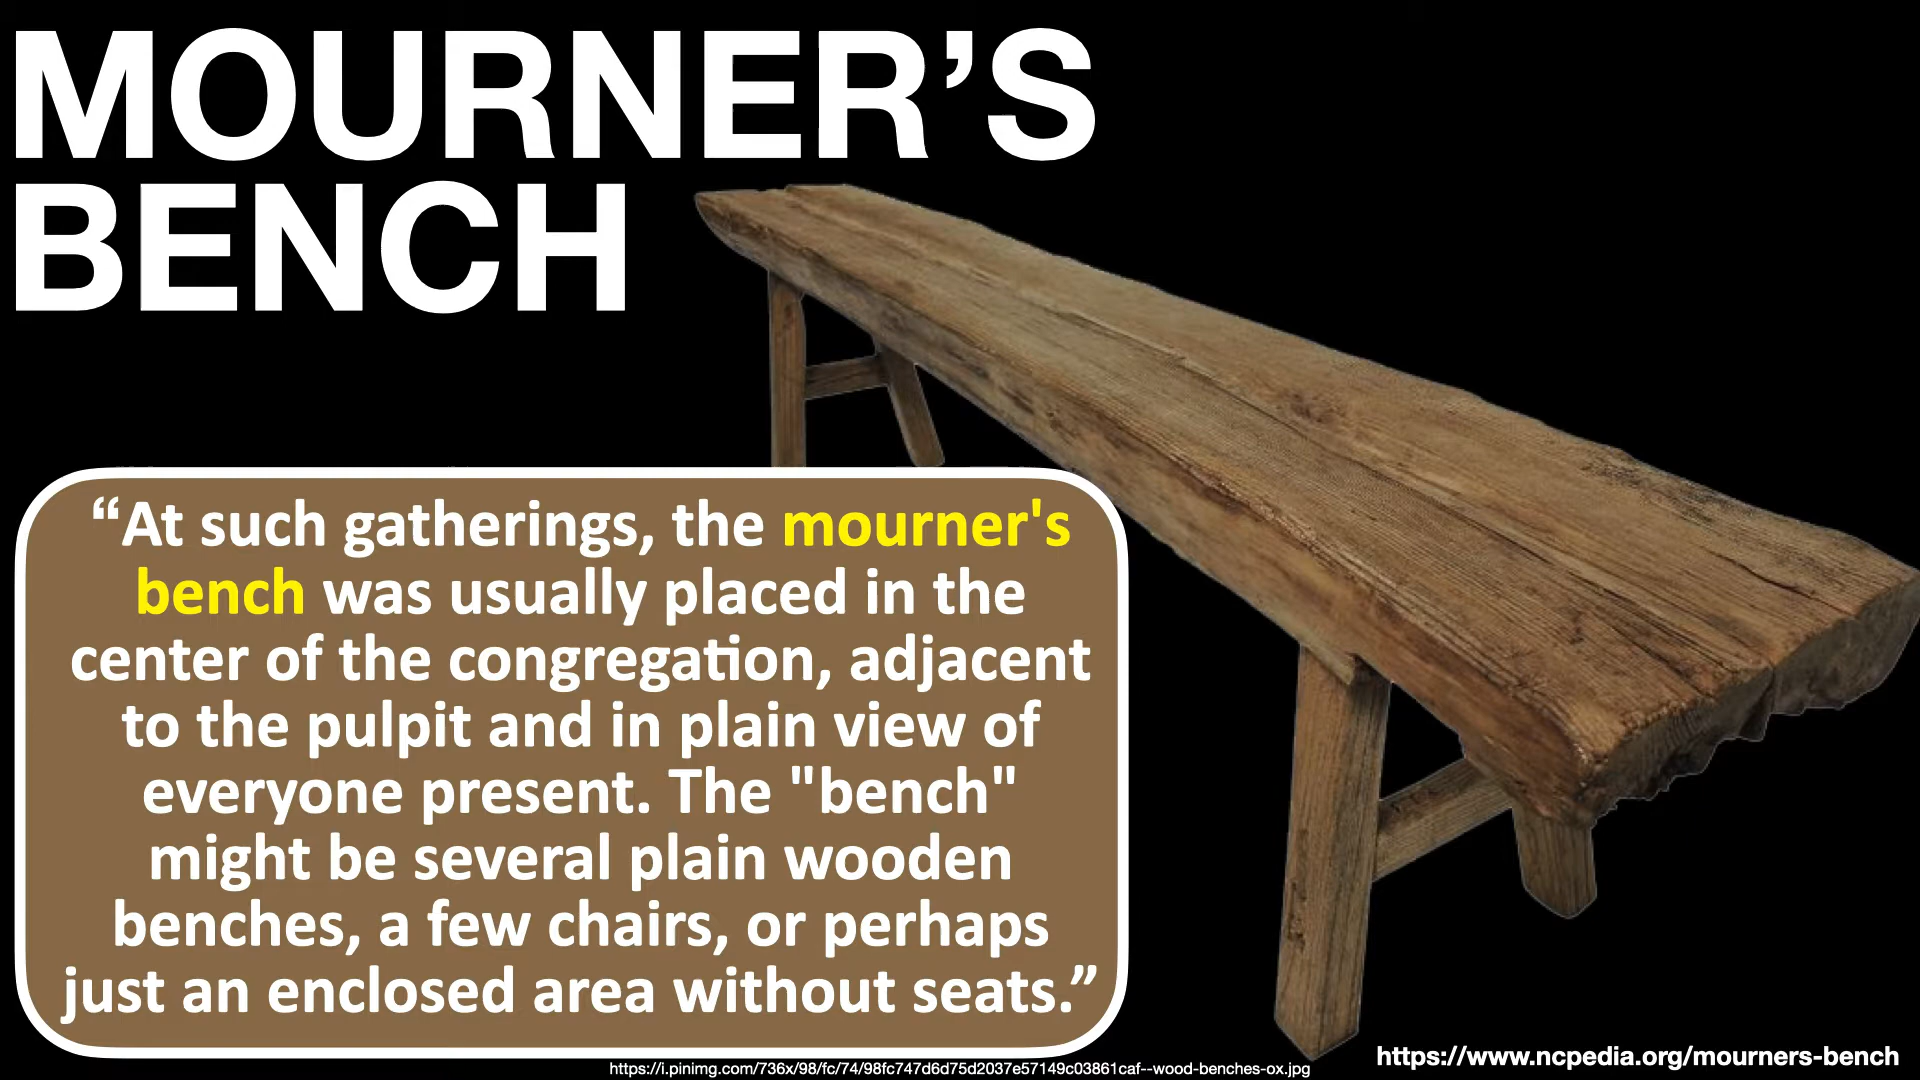 MOURNER’S
BENCH
“At such gatherings, the mourner's
bench was usually placed in the
center of the congregation, adjacent
to the pulpit and in plain view of
everyone present. The "bench"
might be several plain wooden
benches, a few chairs, or perhaps
just an enclosed area without seats.”
https://i.pinimg.com/736x/98/fc/74/98fc747d6d75d2037e57149c03861caf--wood-benches-ox.jpg
https://www.ncpedia.org/mourners-bench